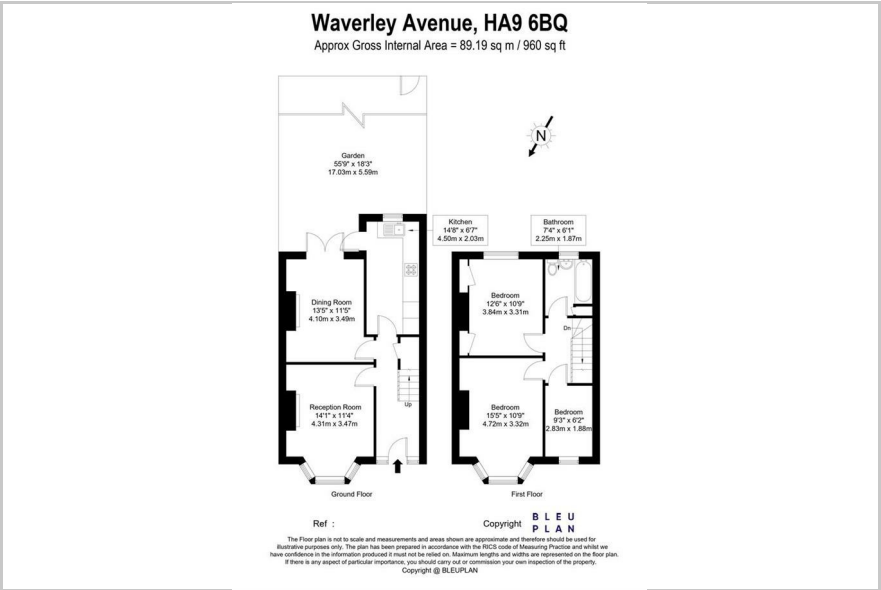 Waverley Avenue, HA9 6BQ
Approx Gross Internal Area = 89.19 sq m / 960 sq ft
N
Garden
55'9" x 18'3"
17.03m x 5.59m
Kitchen
14'8" x 6'7"
4.50m x 2.03m
Bathroom
7'4" x 6'1"
2.25m x 1.87m
Dining Room
13'5" x 11'5"
4.10m x 3.49m
Bedroom
12'6" x 10'9"
3.84m x 3.31m
Dn
Reception Room
14'1" x 11'4"
4.31m x 3.47m
Up
Bedroom
15'5" x 10'9"
4.72m x 3.32m
Bedroom
9'3" x 6'2"
2.83m x 1.88m
Ground Floor
First Floor
Ref :
Copyright
BLEU
PLAN
The Floor plan is not to scale and measurements and areas shown are approximate and therefore should be used for
illustrative purposes only. The plan has been prepared in accordance with the RICS code of Measuring Practice and whilst we
have confidence in the information produced it must not be relied on. Maximum lengths and widths are represented on the floor plan.
If there is any aspect of particular importance, you should carry out or commission your own inspection of the property.
Copyright @ BLEUPLAN